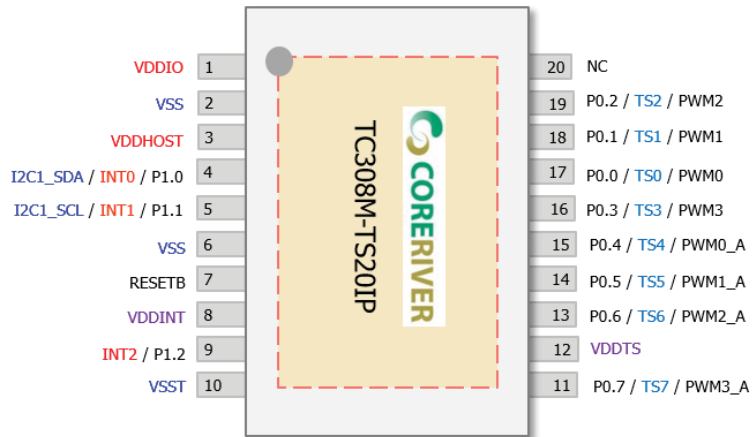 VDDIO 1
VSS 2
VDDHOST 3
I2C1_SDA / INT0 / P1.0 4
I2C1_SCL / INT1 / P1.1 5
VSS 6
RESETB 7
VDDINT 8
INT2 / P1.2 9
VSST 10
TC308M-TS20IP
CORERIVER
20 NC
19 P0.2 / TS2 / PWM2
18 P0.1 / TS1 / PWM1
17 P0.0 / TS0 / PWM0
16 P0.3 / TS3 / PWM3
15 P0.4 / TS4 / PWM0_A
14 P0.5 / TS5 / PWM1_A
13 P0.6 / TS6 / PWM2_A
12 VDDTS
11 P0.7 / TS7 / PWM3_A